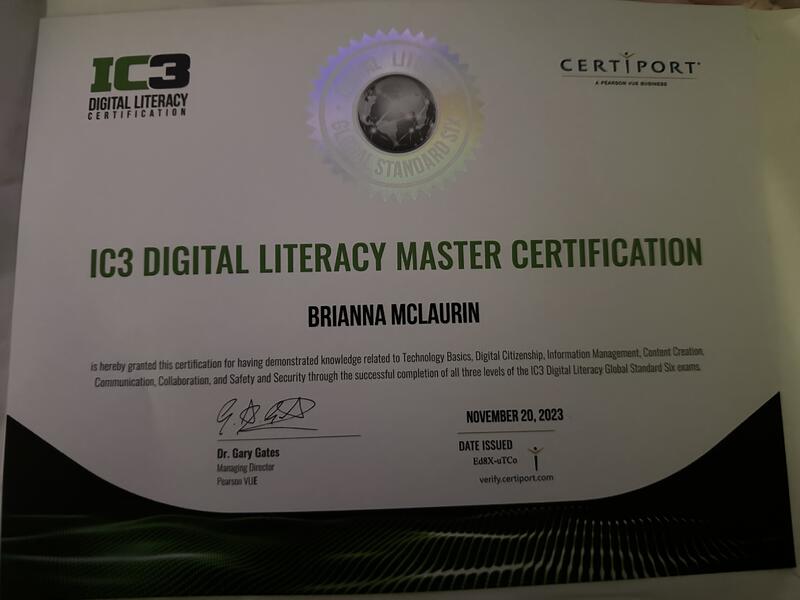 IC3
DIGITAL LITERACY
CERTIFICATION
DIGITAL LITERACY
GLOBAL STANDARD SIX
CERTIPORT
A PEARSON VUE BUSINESS
IC3 DIGITAL LITERACY MASTER CERTIFICATION
BRIANNA MCLAURIN
is hereby granted this certification for having demonstrated knowledge related to Technology Basics, Digital Citizenship, Information Management, Content Creation,
Communication, Collaboration, and Safety and Security through the successful completion of all three levels of the IC3 Digital Literacy Global Standard Six exams.
Dr. Gary Gates
Managing Director
Pearson VUE
NOVEMBER 20, 2023
DATE ISSUED
Ed8X-uTCo
verify.certiport.com